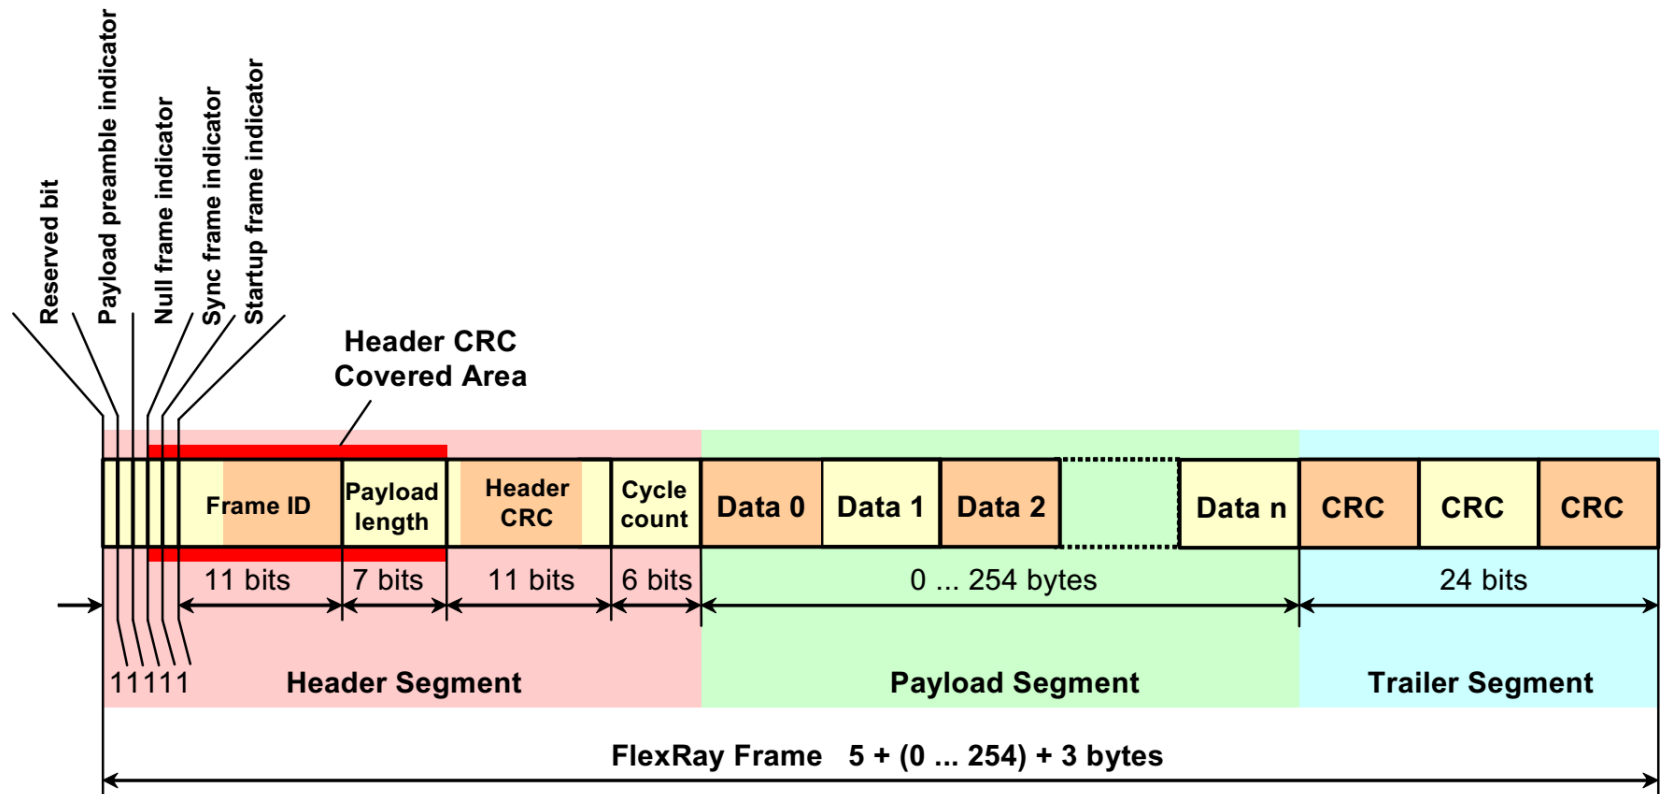 Reserved bit
Payload preamble indicator
Null frame indicator
Sync frame indicator
Startup frame indicator
Header CRC
Covered Area
Frame ID
Payload
length
Header
CRC
Cycle
count
Data 0
Data 1
Data 2
Data n
CRC
CRC
CRC
11 bits
7 bits
11 bits
6 bits
0 ... 254 bytes
24 bits
11111
Header Segment
Payload Segment
Trailer Segment
FlexRay Frame 5 + (0 ... 254) + 3 bytes